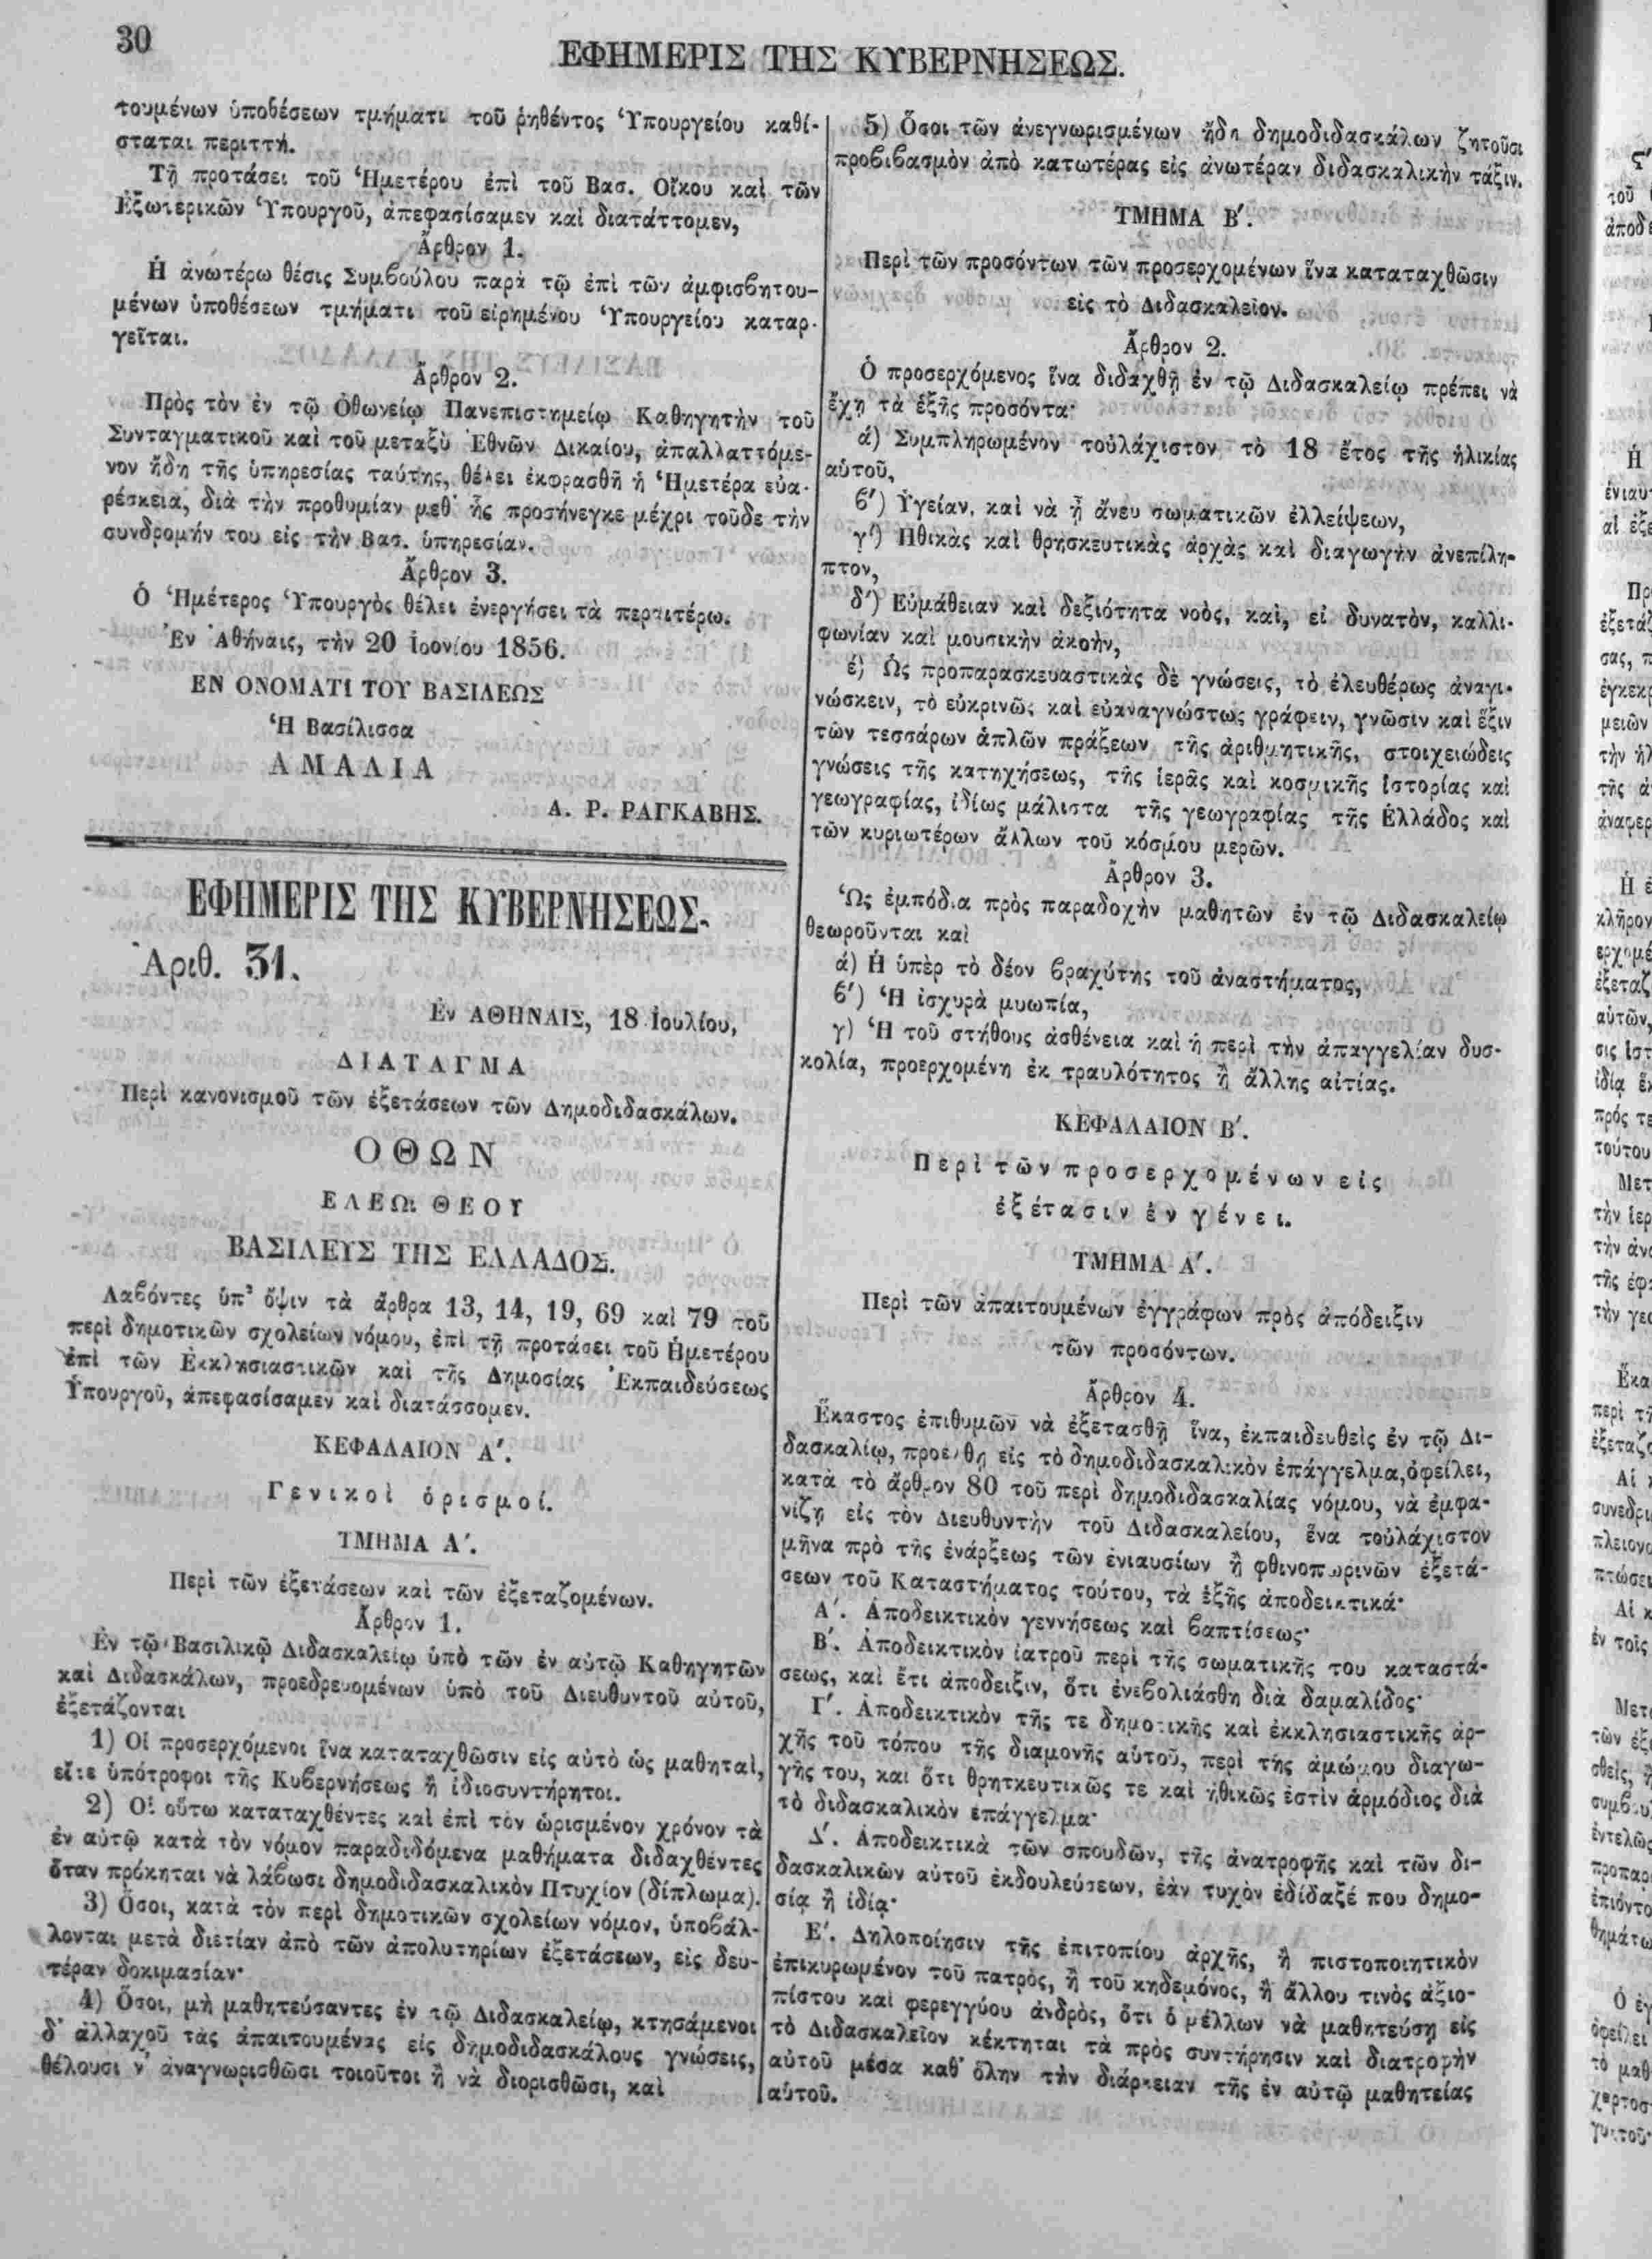 30
ΕΦΗΜΕΡΙΣ ΤΗΣ ΚΥΒΕΡΝΗΣΕΩΣ.
τουμένων ὑποθέσεων τμήματι τοῦ ῥηθέντος Ὑπουργείου καθί-
σταται περιττή.
Τῇ προτάσει τοῦ Ἡμετέρου ἐπὶ τοῦ Βασ. Οἴκου καὶ τῶν
Ἐξωτερικῶν Ὑπουργοῦ, ἀπεφασίσαμεν καὶ διατάττομεν,
Ἄρθρον 1.
Ἡ ἀνωτέρω θέσις Συμβούλου παρὰ τῷ ἐπὶ τῶν ἀμφισβητου-
μένων ὑποθέσεων τμήματι τοῦ εἰρημένου Ὑπουργείου καταρ-
γεῖται.
Ἄρθρον 2.
Πρὸς τὸν ἐν τῷ Ὀθωνείῳ Πανεπιστημείῳ Καθηγητὴν τοῦ
Συνταγματικοῦ καὶ τοῦ μεταξὺ Ἐθνῶν Δικαίου, ἀπαλλαττόμε-
νον ἤδη τῆς ὑπηρεσίας ταύτης, θέλει ἐκφρασθῆ ἡ Ἡμετέρα εὐα-
ρέσκεια, διὰ τὴν προθυμίαν μεθ' ἧς προσήνεγκε μέχρι τοῦδε τὴν
συνδρομήν του εἰς τὴν Βασ. ὑπηρεσίαν.
Ἄρθρον 3.
Ὁ Ἡμέτερος Ὑπουργὸς θέλει ἐνεργήσει τὰ περαιτέρω.
Ἐν Ἀθήναις, τὴν 20 Ἰουνίου 1856.
ΕΝ ΟΝΟΜΑΤΙ ΤΟΥ ΒΑΣΙΛΕΩΣ
Ἡ Βασίλισσα
ΑΜΑΛΙΑ
Α. Ρ. ΡΑΓΚΑΒΗΣ.
ΕΦΗΜΕΡΙΣ ΤΗΣ ΚΥΒΕΡΝΗΣΕΩΣ.
Ἀριθ. 31.
Ἐν ΑΘΗΝΑΙΣ, 18 Ἰουλίου,
ΔΙΑΤΑΓΜΑ
Περὶ κανονισμοῦ τῶν ἐξετάσεων τῶν Δημοδιδασκάλων.
ΟΘΩΝ
ΕΛΕΩι ΘΕΟΥ
ΒΑΣΙΛΕΥΣ ΤΗΣ ΕΛΛΑΔΟΣ.
Λαβόντες ὑπ' ὄψιν τὰ ἄρθρα 13, 14, 19, 69 καὶ 79 τοῦ
περὶ δημοτικῶν σχολείων νόμου, ἐπὶ τῇ προτάσει τοῦ Ἡμετέρου
ἐπὶ τῶν Ἐκκλησιαστικῶν καὶ τῆς Δημοσίας Ἐκπαιδεύσεως
Ὑπουργοῦ, ἀπεφασίσαμεν καὶ διατάσσομεν.
ΚΕΦΑΛΑΙΟΝ Α'.
Γενικοὶ ὁρισμοί.
ΤΜΗΜΑ Α'.
Περὶ τῶν ἐξετάσεων καὶ τῶν ἐξεταζομένων.
Ἄρθρον 1.
Ἐν τῷ Βασιλικῷ Διδασκαλείῳ ὑπὸ τῶν ἐν αὐτῷ Καθηγητῶν
καὶ Διδασκάλων, προεδρευομένων ὑπὸ τοῦ Διευθυντοῦ αὐτοῦ,
ἐξετάζονται
1) Οἱ προσερχόμενοι ἵνα καταταχθῶσιν εἰς αὐτὸ ὡς μαθηταὶ,
εἴτε ὑπότροφοι τῆς Κυβερνήσεως ἢ ἰδιοσυντήρητοι.
2) Οἱ οὕτω καταταχθέντες καὶ ἐπὶ τὸν ὡρισμένον χρόνον τὰ
ἐν αὐτῷ κατὰ τὸν νόμον παραδιδόμενα μαθήματα διδαχθέντες
ὅταν πρόκηται νὰ λάβωσι δημοδιδασκαλικὸν Πτυχίον (δίπλωμα).
3) Ὅσοι, κατὰ τὸν περὶ δημοτικῶν σχολείων νόμον, ὑποβάλ-
λονται μετὰ διετίαν ἀπὸ τῶν ἀπολυτηρίων ἐξετάσεων, εἰς δευ-
τέραν δοκιμασίαν·
4) Ὅσοι, μὴ μαθητεύσαντες ἐν τῷ Διδασκαλείῳ, κτησάμενοι
δ' ἀλλαχοῦ τὰς ἀπαιτουμένας εἰς δημοδιδασκάλους γνώσεις,
θέλουσι ν' ἀναγνωρισθῶσι τοιοῦτοι ἢ νὰ διορισθῶσι, καὶ
5) Ὅσοι τῶν ἀνεγνωρισμένων ἤδη δημοδιδασκάλων ζητοῦσι
προβιβασμὸν ἀπὸ κατωτέρας εἰς ἀνωτέραν διδασκαλικὴν τάξιν.
ΤΜΗΜΑ Β'.
Περὶ τῶν προσόντων τῶν προσερχομένων ἵνα καταταχθῶσιν
εἰς τὸ Διδασκαλεῖον.
Ἄρθρον 2.
Ὁ προσερχόμενος ἵνα διδαχθῇ ἐν τῷ Διδασκαλείῳ πρέπει νὰ
ἔχῃ τὰ ἑξῆς προσόντα·
ά) Συμπληρωμένον τοὐλάχιστον τὸ 18 ἔτος τῆς ἡλικίας
αὑτοῦ,
β') Ὑγείαν, καὶ νὰ ᾖ ἄνευ σωματικῶν ἐλλείψεων,
γ') Ἠθικὰς καὶ θρησκευτικὰς ἀρχὰς καὶ διαγωγὴν ἀνεπίλη-
πτον,
δ') Εὐμάθειαν καὶ δεξιότητα νοὸς, καὶ, εἰ δυνατὸν, καλλι-
φωνίαν καὶ μουσικὴν ἀκοὴν,
έ) Ὡς προπαρασκευαστικὰς δὲ γνώσεις, τὸ ἐλευθέρως ἀναγι-
νώσκειν, τὸ εὐκρινῶς καὶ εὐαναγνώστως γράφειν, γνῶσιν καὶ ἕξιν
τῶν τεσσάρων ἁπλῶν πράξεων τῆς ἀριθμητικῆς, στοιχειώδεις
γνώσεις τῆς κατηχήσεως, τῆς ἱερᾶς καὶ κοσμικῆς ἱστορίας καὶ
γεωγραφίας, ἰδίως μάλιστα τῆς γεωγραφίας τῆς Ἑλλάδος καὶ
τῶν κυριωτέρων ἄλλων τοῦ κόσμου μερῶν.
Ἄρθρον 3.
Ὡς ἐμπόδια πρὸς παραδοχὴν μαθητῶν ἐν τῷ Διδασκαλείῳ
θεωροῦνται καὶ
ά) Ἡ ὑπὲρ τὸ δέον βραχύτης τοῦ ἀναστήματος,
β') Ἡ ἰσχυρὰ μυωπία,
γ) Ἡ τοῦ στήθους ἀσθένεια καὶ ἡ περὶ τὴν ἀπαγγελίαν δυσ-
κολία, προερχομένη ἐκ τραυλότητος ἢ ἄλλης αἰτίας.
ΚΕΦΑΛΑΙΟΝ Β'.
Περὶ τῶν προσερχομένων εἰς
ἐξέτασιν ἐν γένει.
ΤΜΗΜΑ Α'.
Περὶ τῶν ἀπαιτουμένων ἐγγράφων πρὸς ἀπόδειξιν
τῶν προσόντων.
Ἄρθρον 4.
Ἕκαστος ἐπιθυμῶν νὰ ἐξετασθῇ ἵνα, ἐκπαιδευθεὶς ἐν τῷ Δι-
δασκαλίῳ, προέλθῃ εἰς τὸ δημοδιδασκαλικὸν ἐπάγγελμα, ὀφείλει,
κατὰ τὸ ἄρθρον 80 τοῦ περὶ δημοδιδασκαλίας νόμου, νὰ ἐμφα-
νίζῃ εἰς τὸν Διευθυντὴν τοῦ Διδασκαλείου, ἕνα τοὐλάχιστον
μῆνα πρὸ τῆς ἐνάρξεως τῶν ἐνιαυσίων ἢ φθινοπωρινῶν ἐξετά-
σεων τοῦ Καταστήματος τούτου, τὰ ἑξῆς ἀποδεικτικά·
Α'. Ἀποδεικτικὸν γεννήσεως καὶ βαπτίσεως·
Β'. Ἀποδεικτικὸν ἰατροῦ περὶ τῆς σωματικῆς του καταστά-
σεως, καὶ ἔτι ἀπόδειξιν, ὅτι ἐνεβολιάσθη διὰ δαμαλίδος·
Γ'. Ἀποδεικτικὸν τῆς τε δημοτικῆς καὶ ἐκκλησιαστικῆς ἀρ-
χῆς τοῦ τόπου τῆς διαμονῆς αὑτοῦ, περὶ τῆς ἀμώμου διαγω-
γῆς του, καὶ ὅτι θρητκευτικῶς τε καὶ ἠθικῶς ἐστὶν ἁρμόδιος διὰ
τὸ διδασκαλικὸν ἐπάγγελμα·
Δ'. Ἀποδεικτικὰ τῶν σπουδῶν, τῆς ἀνατροφῆς καὶ τῶν δι-
δασκαλικῶν αὑτοῦ ἐκδουλεύσεων, ἐὰν τυχὸν ἐδίδαξέ που δημο-
σίᾳ ἢ ἰδίᾳ·
Ε'. Δηλοποίησιν τῆς ἐπιτοπίου ἀρχῆς, ἢ πιστοποιητικὸν
ἐπικυρωμένον τοῦ πατρὸς, ἢ τοῦ κηδεμόνος, ἢ ἄλλου τινὸς ἀξιο-
πίστου καὶ φερεγγύου ἀνδρὸς, ὅτι ὁ μέλλων νὰ μαθητεύσῃ εἰς
τὸ Διδασκαλεῖον κέκτηται τὰ πρὸς συντήρησιν καὶ διατροφὴν
αὑτοῦ μέσα καθ' ὅλην τὴν διάρκειαν τῆς ἐν αὐτῷ μαθητείας
αὑτοῦ.